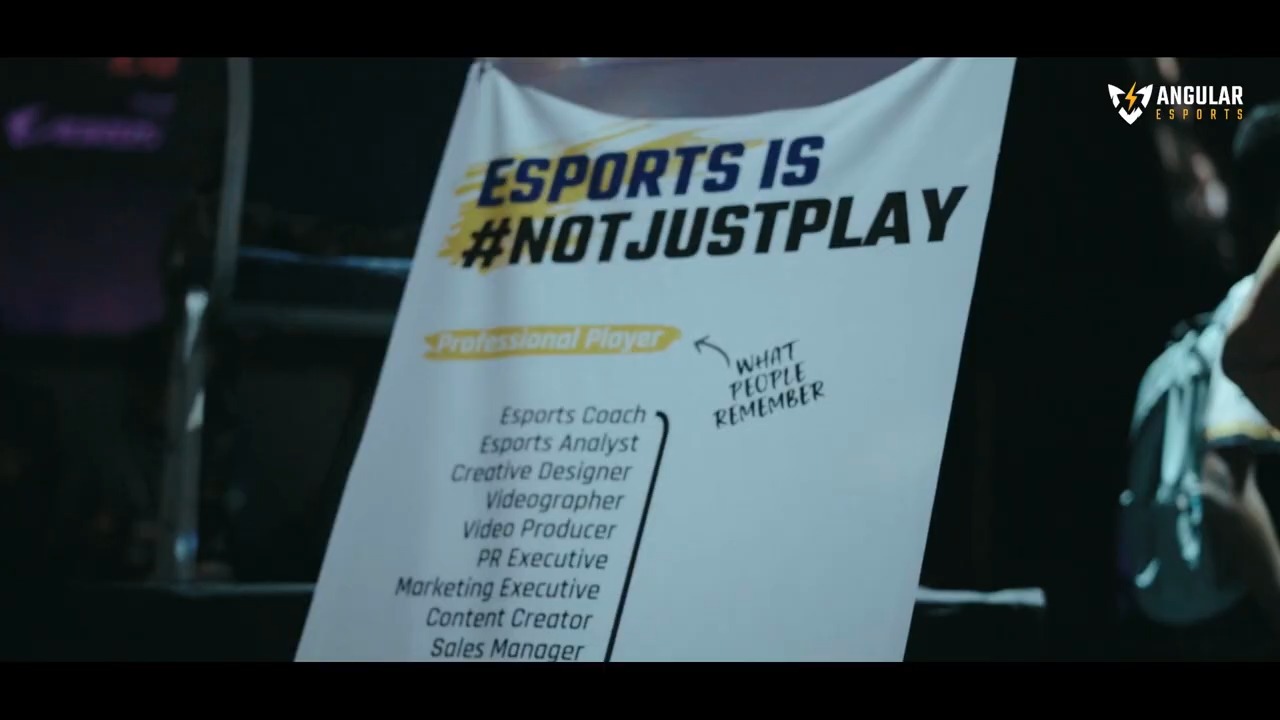 ANGULAR
ESPORTS
ESPORTS IS
#NOTJUSTPLAY
Professional Player
WHAT
PEOPLE
REMEMBER
Esports Coach
Esports Analyst
Creative Designer
Videographer
Video Producer
PR Executive
Marketing Executive
Content Creator
Sales Manager